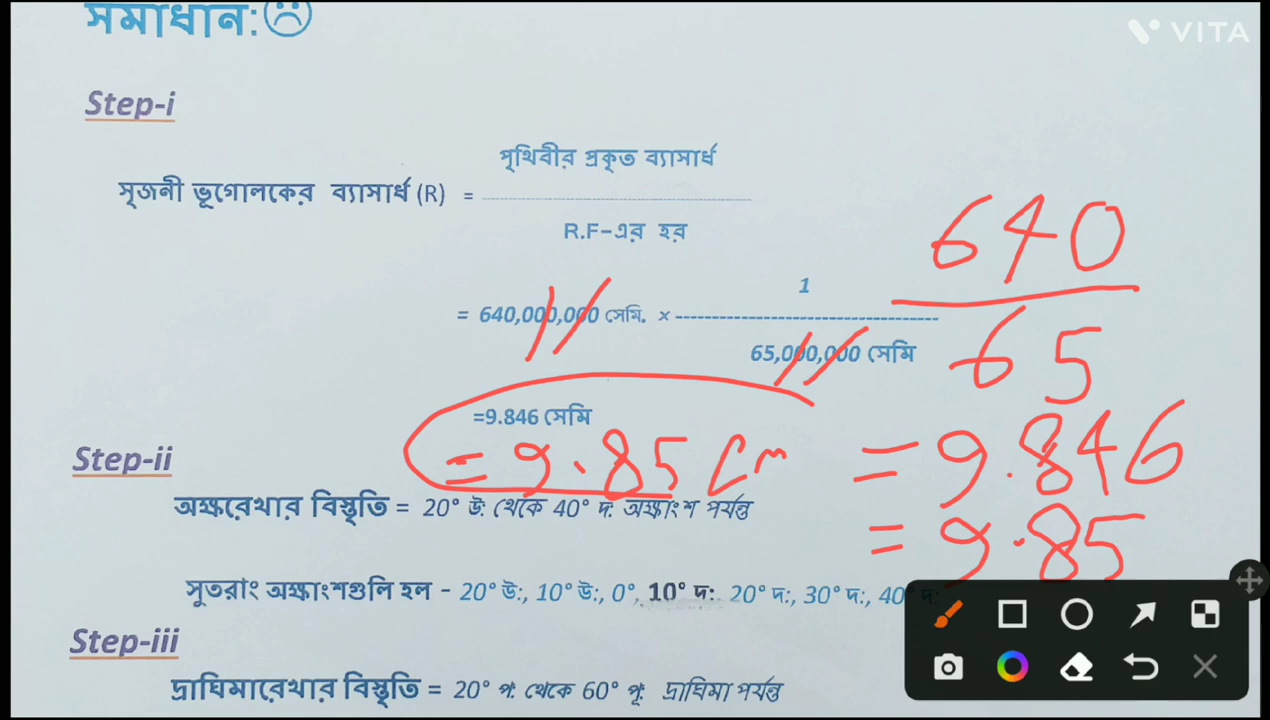 সমাধান:☹
VITA
Step-i
পৃথিবীর প্রকৃত ব্যাসার্ধ
সৃজনী ভূগোলকের ব্যাসার্ধ (R) =
R.F-এর হর
640
65
1
= 640,000,000 সেমি. ×
65,000,000 সেমি
=9.846 সেমি
= 9.85 Cm
= 9.846
= 9.85
Step-ii
অক্ষরেখার বিস্তৃতি = 20° উ: থেকে 40° দ: অক্ষাংশ পর্যন্ত
সুতরাং অক্ষাংশগুলি হল - 20° উ:, 10° উ:, 0°, 10° দ: 20° দ:, 30° দ:, 40° দ:
Step-iii
দ্রাঘিমারেখার বিস্তৃতি = 20° প: থেকে 60° পূ: দ্রাঘিমা পর্যন্ত